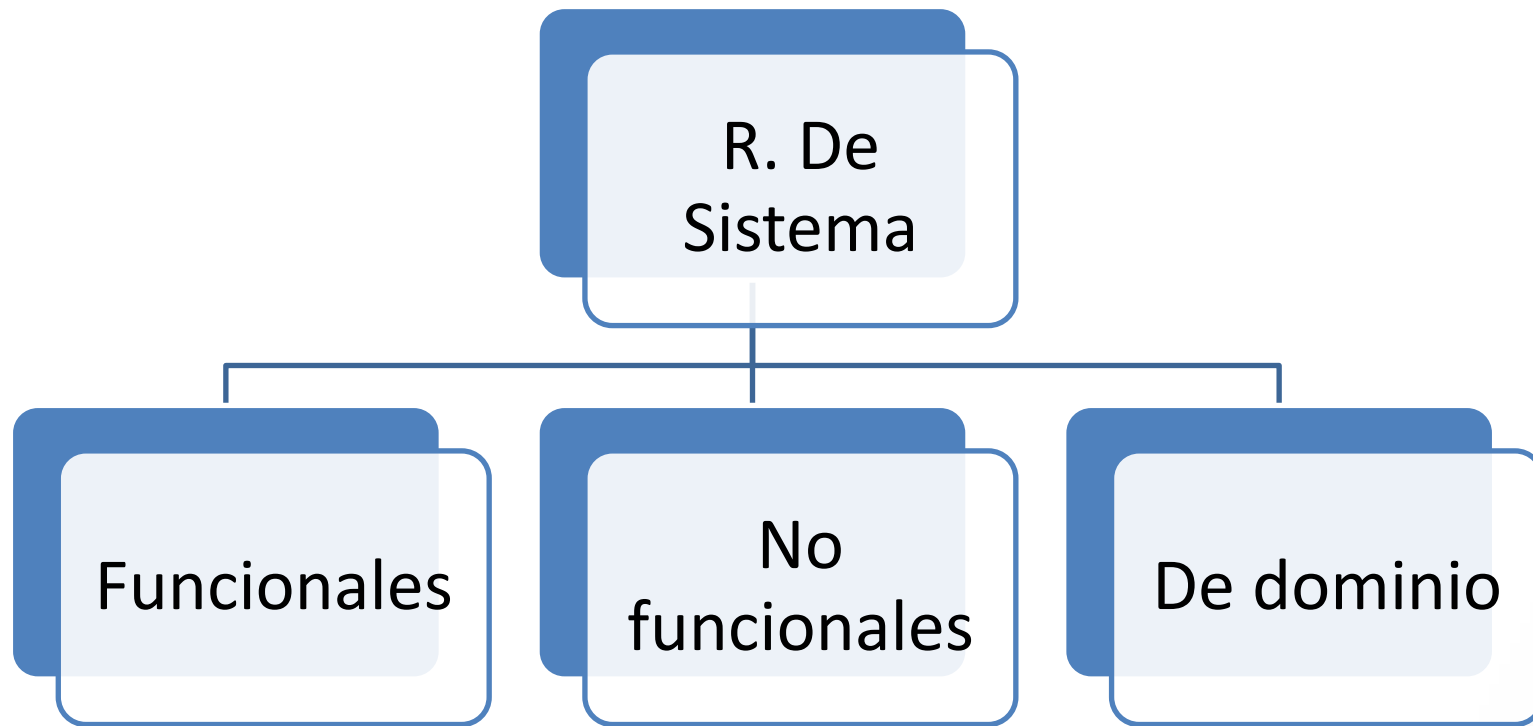 R. De
Sistema
Funcionales
No
funcionales
De dominio